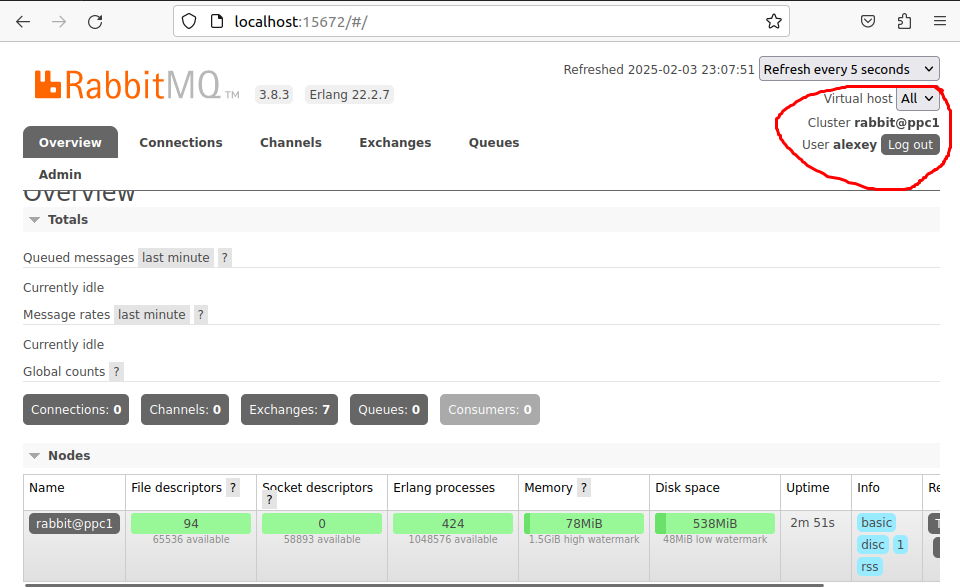 localhost:15672/#/
Refreshed 2025-02-03 23:07:51 Refresh every 5 seconds
RabbitMQ TM 3.8.3 Erlang 22.2.7
Virtual host All
Cluster rabbit@ppc1
User alexey Log out
Overview Connections Channels Exchanges Queues
Admin
Overview
Totals
Queued messages last minute ?
Currently idle
Message rates last minute ?
Currently idle
Global counts ?
Connections: 0 Channels: 0 Exchanges: 7 Queues: 0 Consumers: 0
Nodes
Name File descriptors ? Socket descriptors ? Erlang processes Memory ? Disk space Uptime Info
rabbit@ppc1 94 0 424 78MiB 538MiB 2m 51s basic
65536 available 58893 available 1048576 available 1.5GiB high watermark 48MiB low watermark
disc 1
rss